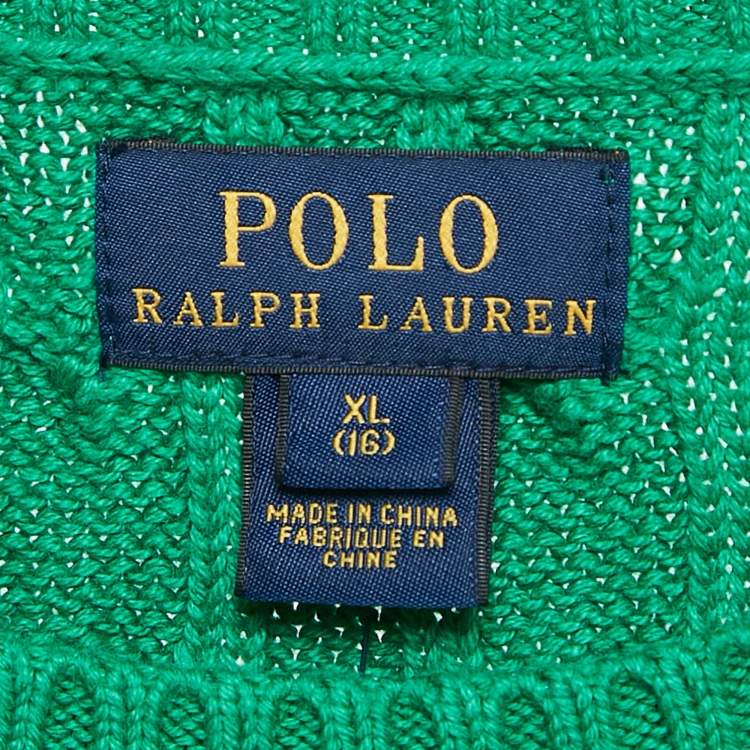 POLO
RALPH LAUREN
XL
(16)
MADE IN CHINA
FABRIQUE EN
CHINE